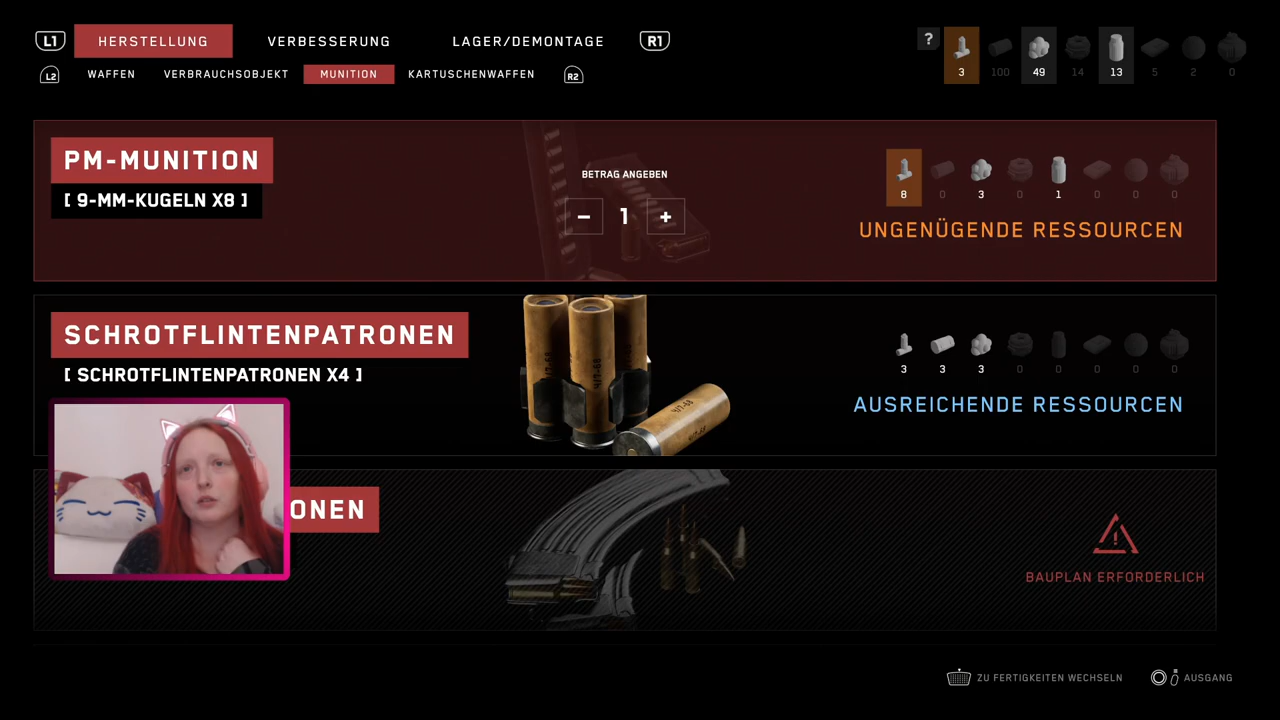 L1 HERSTELLUNG VERBESSERUNG LAGER/DEMONTAGE R1
L2 WAFFEN VERBRAUCHSOBJEKT MUNITION KARTUSCHENWAFFEN R2
?
3 100 49 14 13 5 2 0
PM-MUNITION
[ 9-MM-KUGELN X8 ]
BETRAG ANGEBEN
− 1 +
8 0 3 0 1 0 0 0
UNGENÜGENDE RESSOURCEN
SCHROTFLINTENPATRONEN
[ SCHROTFLINTENPATRONEN X4 ]
3 3 3 0 0 0 0 0
AUSREICHENDE RESSOURCEN
ONEN
BAUPLAN ERFORDERLICH
ZU FERTIGKEITEN WECHSELN AUSGANG